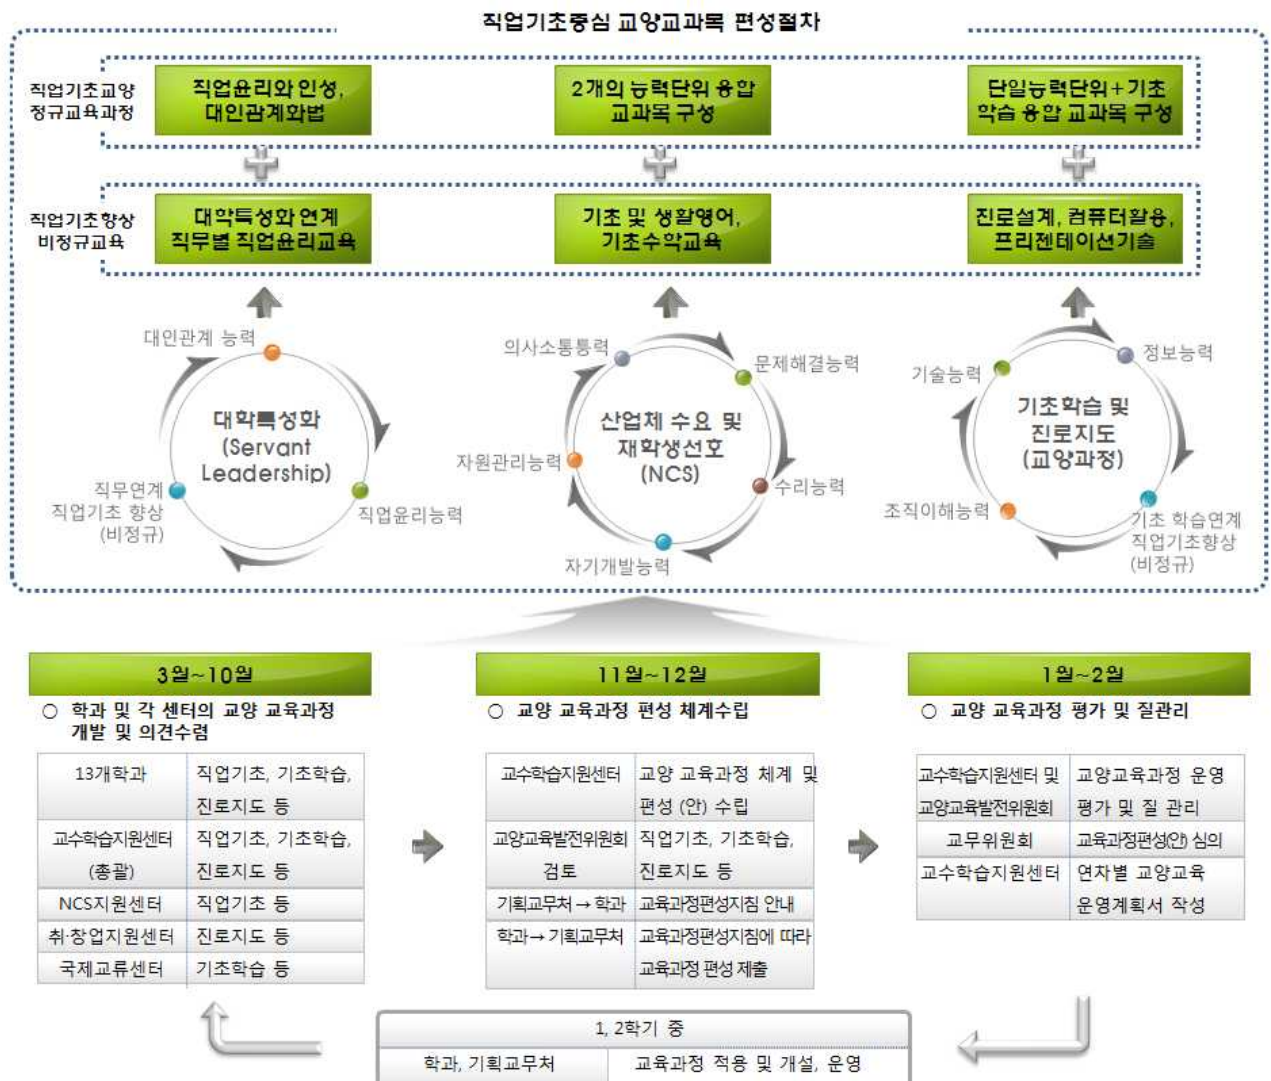 직업기초중심 교양교과목 편성절차
직업기초교양
정규교육과정
직업윤리와 인성,
대인관계화법
2개의 능력단위 융합
교과목 구성
단일능력단위+기초
학습 융합 교과목 구성
직업기초향상
비정규교육
대학특성화 연계
직무별 직업윤리교육
기초 및 생활영어,
기초수학교육
진로설계, 컴퓨터활용,
프리젠테이션기술
대인관계 능력
대학특성화
(Servant
Leadership)
직무연계
직업기초 향상
(비정규)
직업윤리능력
의사소통통력
문제해결능력
산업체 수요 및
재학생선호
(NCS)
자원관리능력
수리능력
자기개발능력
기술능력
정보능력
기초학습 및
진로지도
(교양과정)
조직이해능력
기초 학습연계
직업기초향상
(비정규)
3월~10월
○ 학과 및 각 센터의 교양 교육과정
개발 및 의견수렴
13개학과
직업기초, 기초학습,
진로지도 등
교수학습지원센터
(총괄)
직업기초, 기초학습,
진로지도 등
NCS지원센터
직업기초 등
취·창업지원센터
진로지도 등
국제교류센터
기초학습 등
11월~12월
○ 교양 교육과정 편성 체계수립
교수학습지원센터
교양 교육과정 체계 및
편성 (안) 수립
교양교육발전위원회
검토
직업기초, 기초학습,
진로지도 등
기획교무처 → 학과
교육과정편성지침 안내
학과→ 기획교무처
교육과정편성지침에 따라
교육과정 편성 제출
1월~2월
○ 교양 교육과정 평가 및 질관리
교수학습지원센터 및
교양교육발전위원회
교양교육과정 운영
평가 및 질 관리
교무위원회
교육과정편성(안) 심의
교수학습지원센터
연차별 교양교육
운영계획서 작성
1, 2학기 중
학과, 기획교무처
교육과정 적용 및 개설, 운영